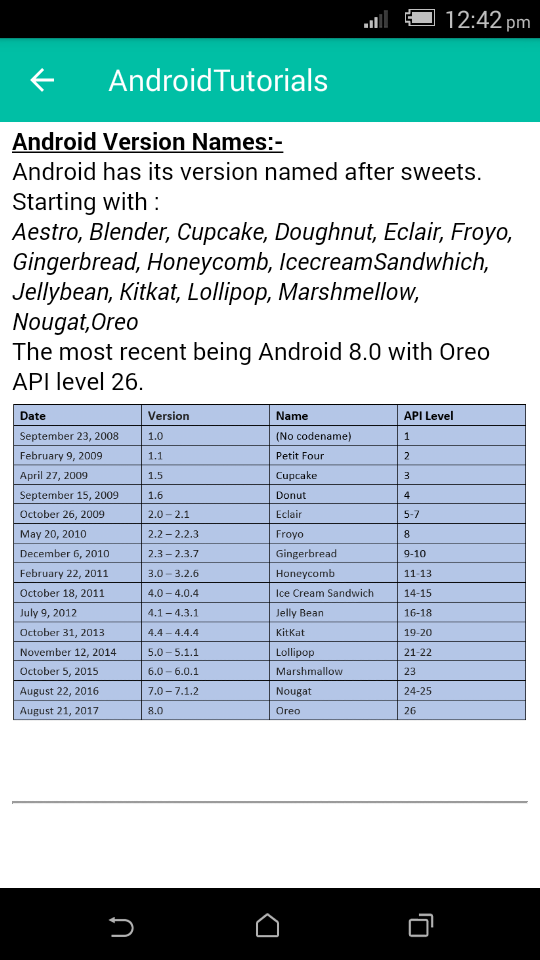 12:42 pm
AndroidTutorials
Android Version Names:-
Android has its version named after sweets.
Starting with :
Aestro, Blender, Cupcake, Doughnut, Eclair, Froyo,
Gingerbread, Honeycomb, IcecreamSandwhich,
Jellybean, Kitkat, Lollipop, Marshmellow,
Nougat,Oreo
The most recent being Android 8.0 with Oreo
API level 26.
Date Version Name API Level
September 23, 2008 1.0 (No codename) 1
February 9, 2009 1.1 Petit Four 2
April 27, 2009 1.5 Cupcake 3
September 15, 2009 1.6 Donut 4
October 26, 2009 2.0 – 2.1 Eclair 5-7
May 20, 2010 2.2 – 2.2.3 Froyo 8
December 6, 2010 2.3 – 2.3.7 Gingerbread 9-10
February 22, 2011 3.0 – 3.2.6 Honeycomb 11-13
October 18, 2011 4.0 – 4.0.4 Ice Cream Sandwich 14-15
July 9, 2012 4.1 – 4.3.1 Jelly Bean 16-18
October 31, 2013 4.4 – 4.4.4 KitKat 19-20
November 12, 2014 5.0 – 5.1.1 Lollipop 21-22
October 5, 2015 6.0 – 6.0.1 Marshmallow 23
August 22, 2016 7.0 – 7.1.2 Nougat 24-25
August 21, 2017 8.0 Oreo 26